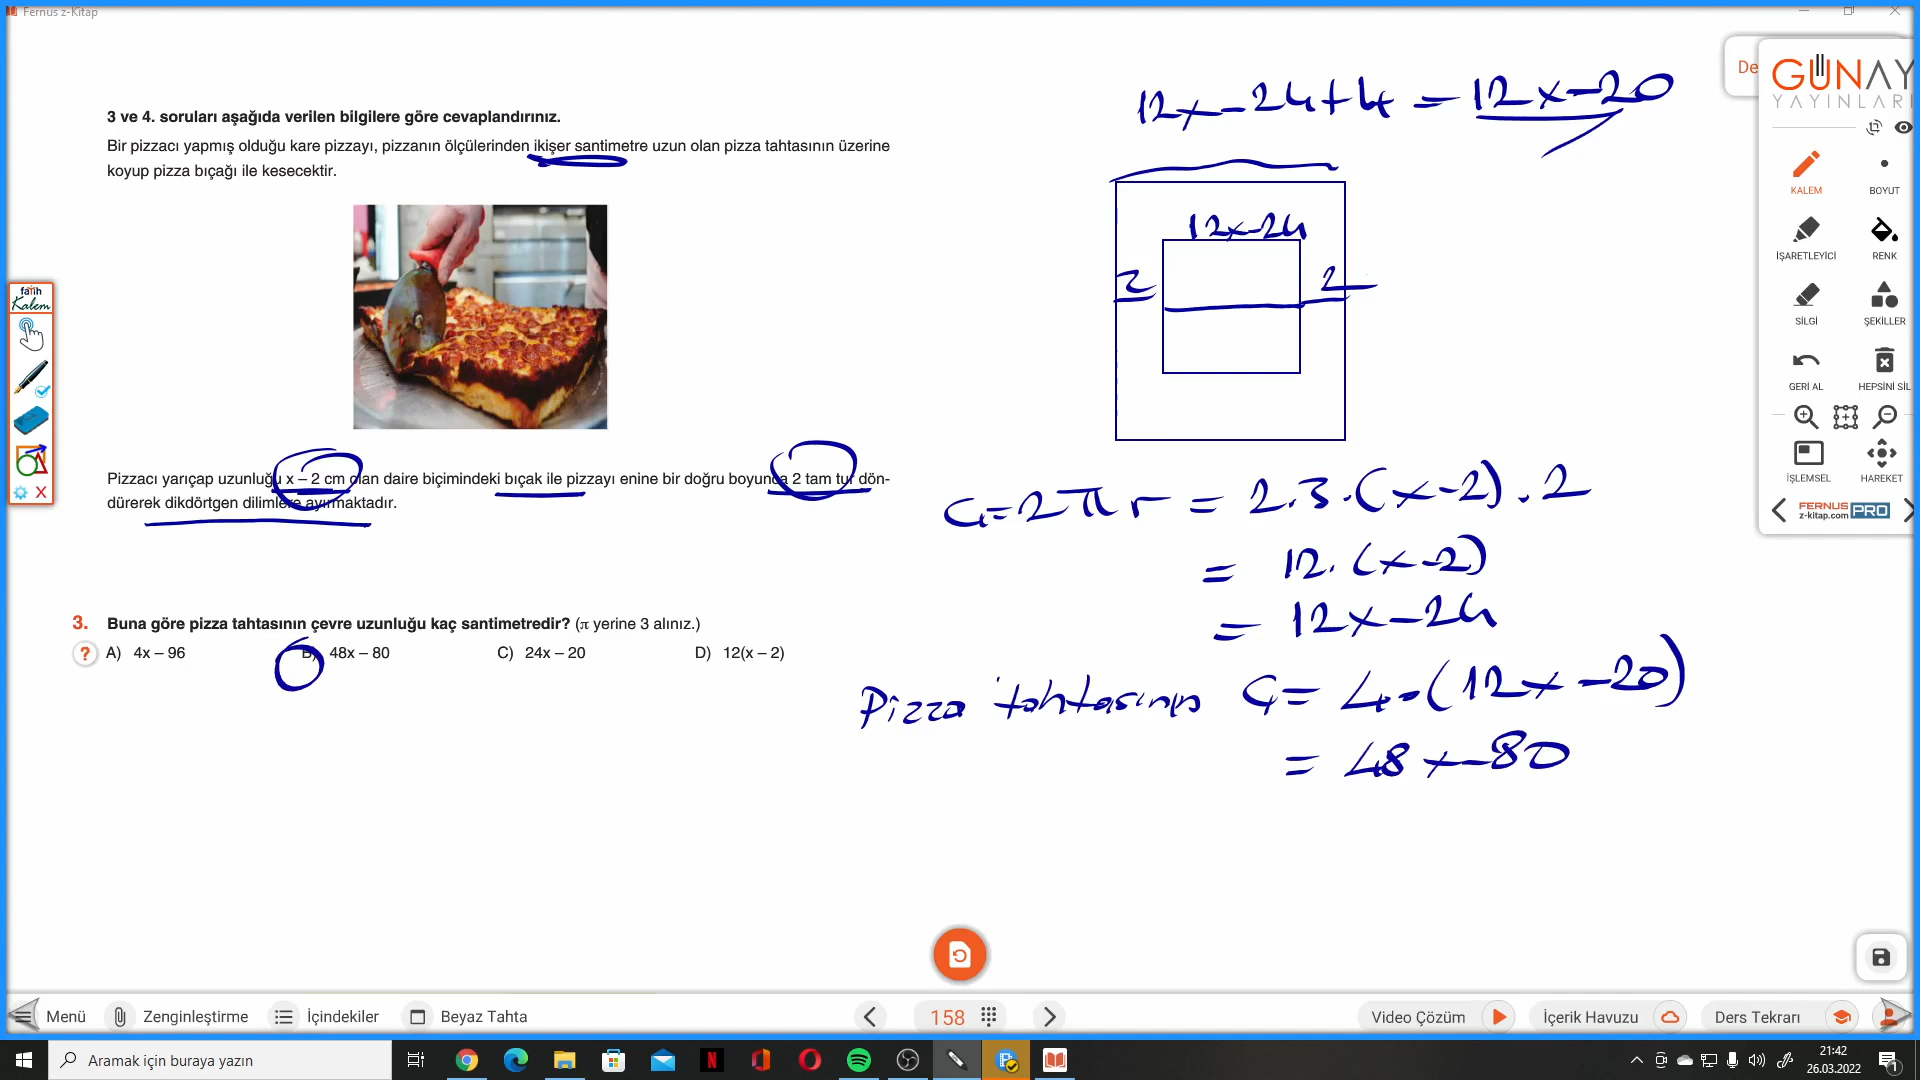 Fernus z-Kitap
3 ve 4. soruları aşağıda verilen bilgilere göre cevaplandırınız.
Bir pizzacı yapmış olduğu kare pizzayı, pizzanın ölçülerinden ikişer santimetre uzun olan pizza tahtasının üzerine
koyup pizza bıçağı ile kesecektir.
Pizzacı yarıçap uzunluğu x – 2 cm olan daire biçimindeki bıçak ile pizzayı enine bir doğru boyunca 2 tam tur dön-
dürerek dikdörtgen dilimlere ayırmaktadır.
3. Buna göre pizza tahtasının çevre uzunluğu kaç santimetredir? (π yerine 3 alınız.)
A) 4x – 96 B) 48x – 80 C) 24x – 20 D) 12(x – 2)
12x-24+4 = 12x-20
12x-24
2 2
Ç=2πr = 2.3.(x-2).2
= 12.(x-2)
= 12x-24
Pizza tahtasının Ç= 4.(12x-20)
= 48x-80
fatih
Kalem
De
GÜNAY
YAYINLARI
KALEM BOYUT
İŞARETLEYİCİ RENK
SİLGİ ŞEKİLLER
GERİ AL HEPSİNİ SİL
İŞLEMSEL HAREKET
FERNUS
z-kitap.com PRO
Menü Zenginleştirme İçindekiler Beyaz Tahta 158 Video Çözüm İçerik Havuzu Ders Tekrarı
Aramak için buraya yazın
21:42
26.03.2022
1